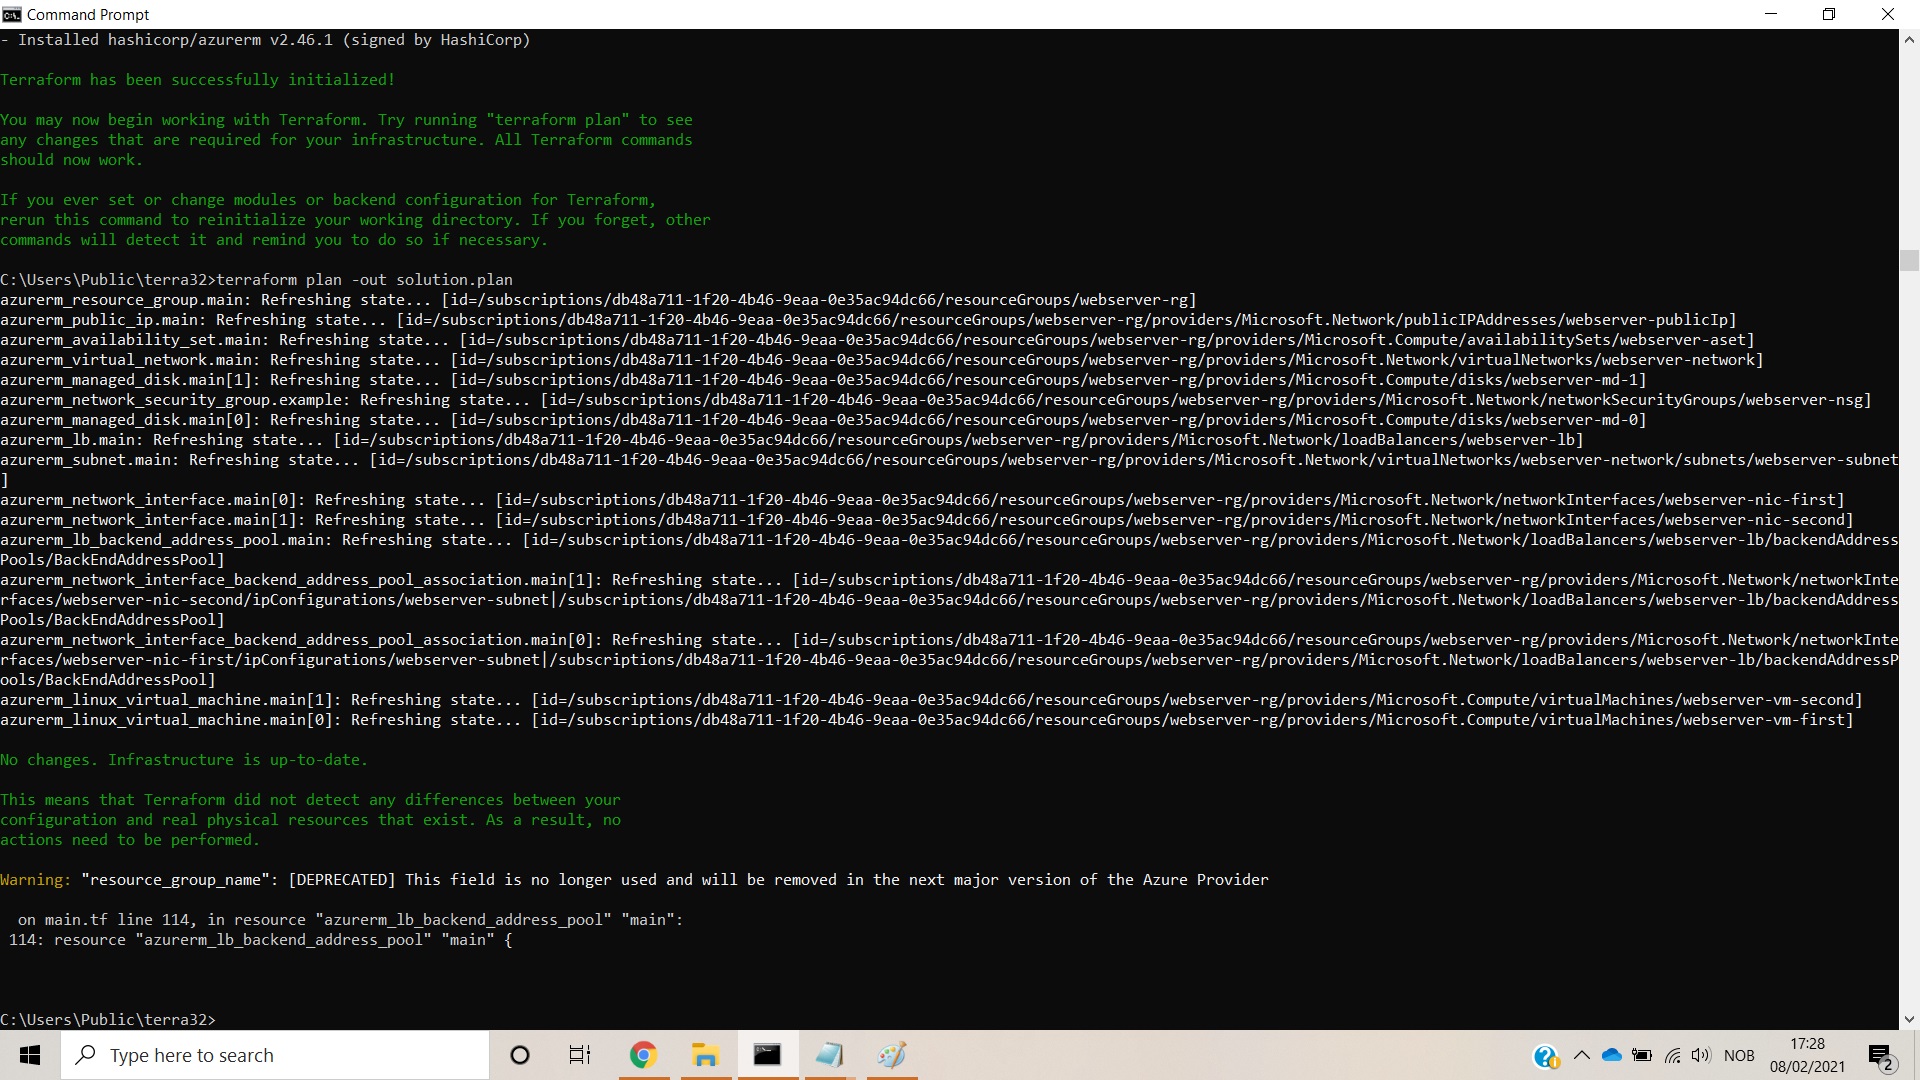 Command Prompt
- Installed hashicorp/azurerm v2.46.1 (signed by HashiCorp)
Terraform has been successfully initialized!
You may now begin working with Terraform. Try running "terraform plan" to see
any changes that are required for your infrastructure. All Terraform commands
should now work.
If you ever set or change modules or backend configuration for Terraform,
rerun this command to reinitialize your working directory. If you forget, other
commands will detect it and remind you to do so if necessary.
C:\Users\Public\terra32>terraform plan -out solution.plan
azurerm_resource_group.main: Refreshing state... [id=/subscriptions/db48a711-1f20-4b46-9eaa-0e35ac94dc66/resourceGroups/webserver-rg]
azurerm_public_ip.main: Refreshing state... [id=/subscriptions/db48a711-1f20-4b46-9eaa-0e35ac94dc66/resourceGroups/webserver-rg/providers/Microsoft.Network/publicIPAddresses/webserver-publicIp]
azurerm_availability_set.main: Refreshing state... [id=/subscriptions/db48a711-1f20-4b46-9eaa-0e35ac94dc66/resourceGroups/webserver-rg/providers/Microsoft.Compute/availabilitySets/webserver-aset]
azurerm_virtual_network.main: Refreshing state... [id=/subscriptions/db48a711-1f20-4b46-9eaa-0e35ac94dc66/resourceGroups/webserver-rg/providers/Microsoft.Network/virtualNetworks/webserver-network]
azurerm_managed_disk.main[1]: Refreshing state... [id=/subscriptions/db48a711-1f20-4b46-9eaa-0e35ac94dc66/resourceGroups/webserver-rg/providers/Microsoft.Compute/disks/webserver-md-1]
azurerm_network_security_group.example: Refreshing state... [id=/subscriptions/db48a711-1f20-4b46-9eaa-0e35ac94dc66/resourceGroups/webserver-rg/providers/Microsoft.Network/networkSecurityGroups/webserver-nsg]
azurerm_managed_disk.main[0]: Refreshing state... [id=/subscriptions/db48a711-1f20-4b46-9eaa-0e35ac94dc66/resourceGroups/webserver-rg/providers/Microsoft.Compute/disks/webserver-md-0]
azurerm_lb.main: Refreshing state... [id=/subscriptions/db48a711-1f20-4b46-9eaa-0e35ac94dc66/resourceGroups/webserver-rg/providers/Microsoft.Network/loadBalancers/webserver-lb]
azurerm_subnet.main: Refreshing state... [id=/subscriptions/db48a711-1f20-4b46-9eaa-0e35ac94dc66/resourceGroups/webserver-rg/providers/Microsoft.Network/virtualNetworks/webserver-network/subnets/webserver-subnet
]
azurerm_network_interface.main[0]: Refreshing state... [id=/subscriptions/db48a711-1f20-4b46-9eaa-0e35ac94dc66/resourceGroups/webserver-rg/providers/Microsoft.Network/networkInterfaces/webserver-nic-first]
azurerm_network_interface.main[1]: Refreshing state... [id=/subscriptions/db48a711-1f20-4b46-9eaa-0e35ac94dc66/resourceGroups/webserver-rg/providers/Microsoft.Network/networkInterfaces/webserver-nic-second]
azurerm_lb_backend_address_pool.main: Refreshing state... [id=/subscriptions/db48a711-1f20-4b46-9eaa-0e35ac94dc66/resourceGroups/webserver-rg/providers/Microsoft.Network/loadBalancers/webserver-lb/backendAddress
Pools/BackEndAddressPool]
azurerm_network_interface_backend_address_pool_association.main[1]: Refreshing state... [id=/subscriptions/db48a711-1f20-4b46-9eaa-0e35ac94dc66/resourceGroups/webserver-rg/providers/Microsoft.Network/networkInte
rfaces/webserver-nic-second/ipConfigurations/webserver-subnet|/subscriptions/db48a711-1f20-4b46-9eaa-0e35ac94dc66/resourceGroups/webserver-rg/providers/Microsoft.Network/loadBalancers/webserver-lb/backendAddress
Pools/BackEndAddressPool]
azurerm_network_interface_backend_address_pool_association.main[0]: Refreshing state... [id=/subscriptions/db48a711-1f20-4b46-9eaa-0e35ac94dc66/resourceGroups/webserver-rg/providers/Microsoft.Network/networkInte
rfaces/webserver-nic-first/ipConfigurations/webserver-subnet|/subscriptions/db48a711-1f20-4b46-9eaa-0e35ac94dc66/resourceGroups/webserver-rg/providers/Microsoft.Network/loadBalancers/webserver-lb/backendAddressP
ools/BackEndAddressPool]
azurerm_linux_virtual_machine.main[1]: Refreshing state... [id=/subscriptions/db48a711-1f20-4b46-9eaa-0e35ac94dc66/resourceGroups/webserver-rg/providers/Microsoft.Compute/virtualMachines/webserver-vm-second]
azurerm_linux_virtual_machine.main[0]: Refreshing state... [id=/subscriptions/db48a711-1f20-4b46-9eaa-0e35ac94dc66/resourceGroups/webserver-rg/providers/Microsoft.Compute/virtualMachines/webserver-vm-first]
No changes. Infrastructure is up-to-date.
This means that Terraform did not detect any differences between your
configuration and real physical resources that exist. As a result, no
actions need to be performed.
Warning: "resource_group_name": [DEPRECATED] This field is no longer used and will be removed in the next major version of the Azure Provider
on main.tf line 114, in resource "azurerm_lb_backend_address_pool" "main":
114: resource "azurerm_lb_backend_address_pool" "main" {
C:\Users\Public\terra32>
Type here to search
NOB
17:28
08/02/2021
2